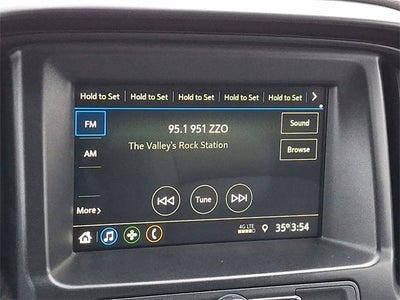 Hold to Set Hold to Set Hold to Set Hold to Set Hold to Set
FM
95.1 951 ZZO
Sound
The Valley's Rock Station
AM
Browse
Tune
More
4G LTE 35° 3:54